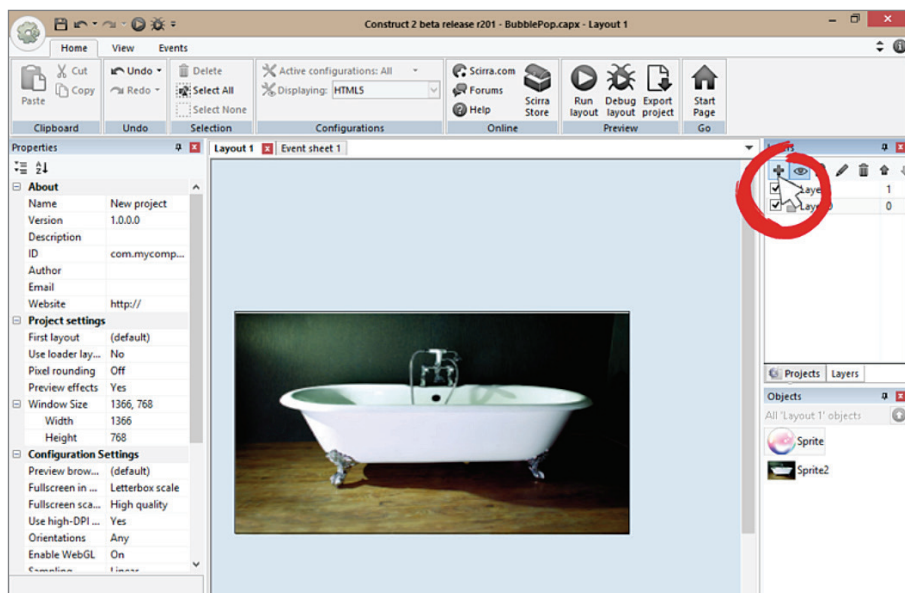 Construct 2 beta release r201 - BubblePop.capx - Layout 1
Home View Events
Paste
Cut
Copy
Clipboard
Undo
Redo
Undo
Delete
Select All
Select None
Selection
Active configurations: All
Displaying: HTML5
Configurations
Scirra.com
Forums
Help
Scirra
Store
Online
Run
layout
Debug
layout
Export
project
Preview
Start
Page
Go
Properties
About
Name New project
Version 1.0.0.0
Description
ID com.mycomp...
Author
Email
Website http://
Project settings
First layout (default)
Use loader lay... No
Pixel rounding Off
Preview effects Yes
Window Size 1366, 768
Width 1366
Height 768
Configuration Settings
Preview brow... (default)
Fullscreen in ... Letterbox scale
Fullscreen sca... High quality
Use high-DPI ... Yes
Orientations Any
Enable WebGL On
Sampling Linear
Layout 1 Event sheet 1
1
0
Projects Layers
Objects
All 'Layout 1' objects
Sprite
Sprite2